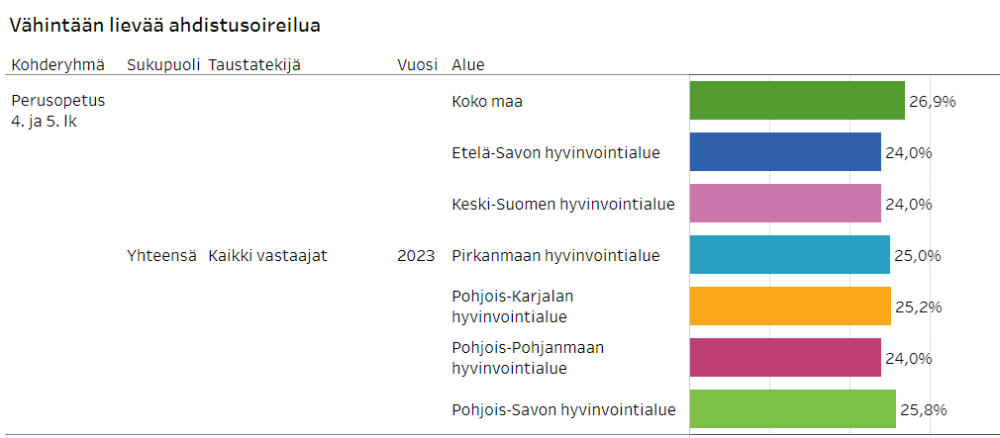 Vähintään lievää ahdistusoireilua
Kohderyhmä Sukupuoli Taustatekijä Vuosi Alue
Perusopetus
4. ja 5. lk
Koko maa 26,9%
Etelä-Savon hyvinvointialue 24,0%
Keski-Suomen hyvinvointialue 24,0%
Yhteensä Kaikki vastaajat 2023 Pirkanmaan hyvinvointialue 25,0%
Pohjois-Karjalan
hyvinvointialue 25,2%
Pohjois-Pohjanmaan
hyvinvointialue 24,0%
Pohjois-Savon hyvinvointialue 25,8%